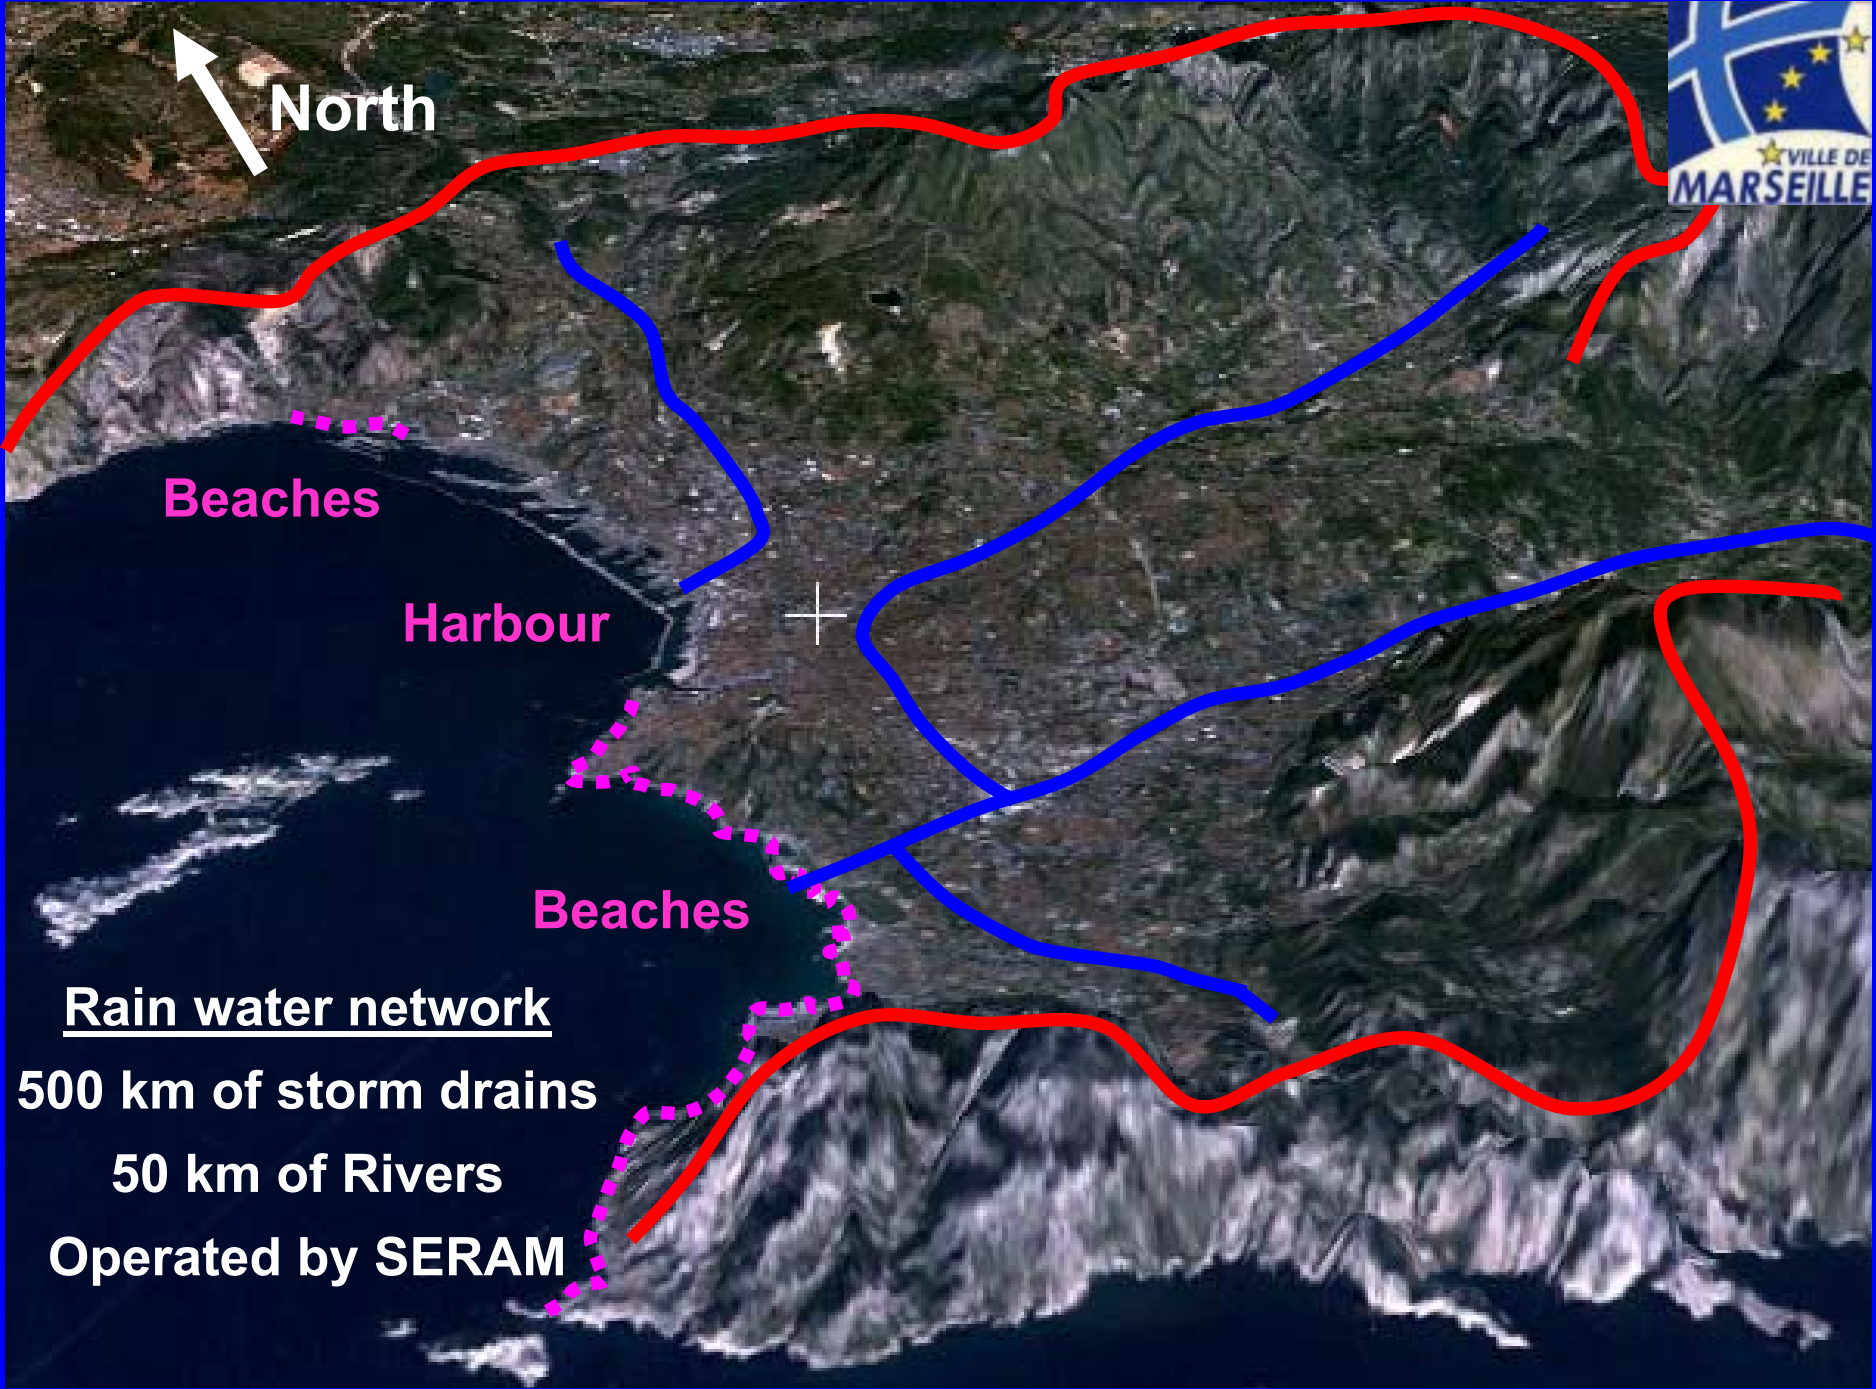 North
VILLE DE
MARSEILLE
Beaches
Harbour
Beaches
Rain water network
500 km of storm drains
50 km of Rivers
Operated by SERAM